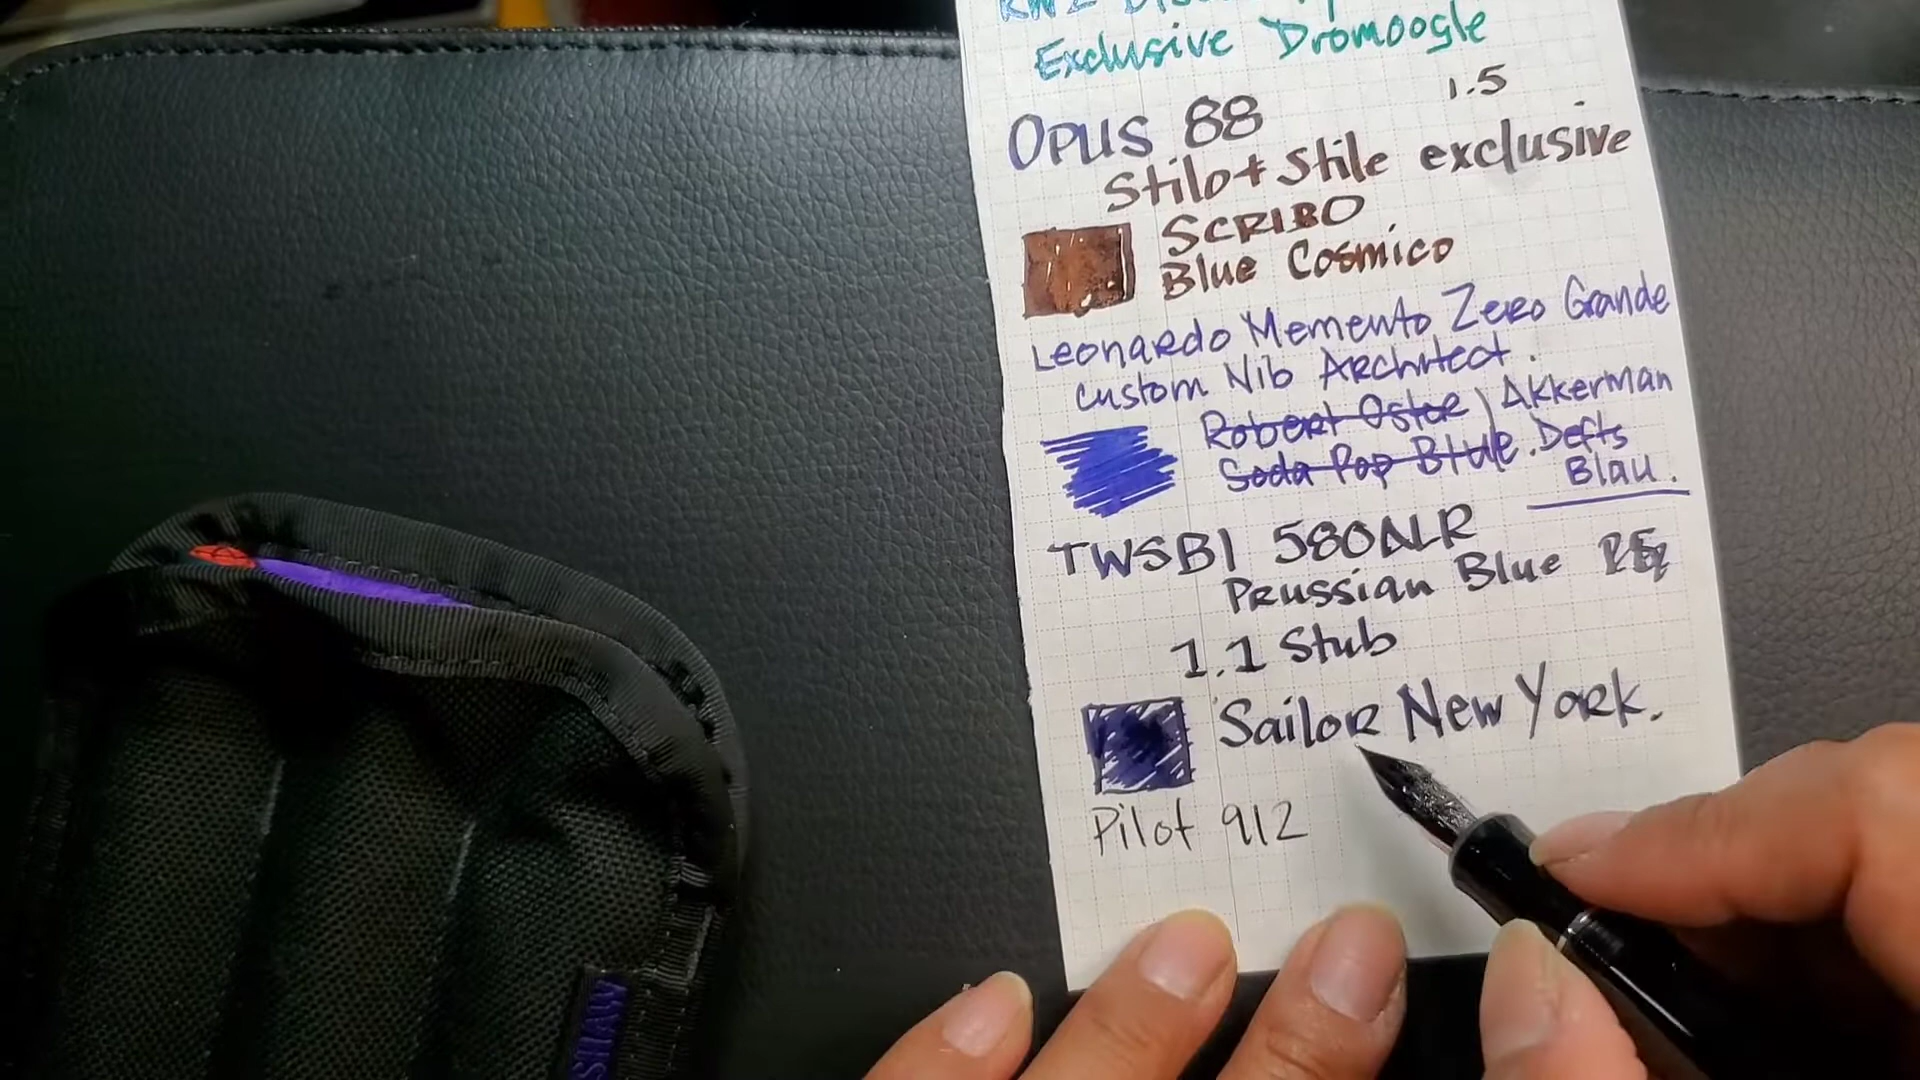 Exclusive Dromoogle
OPUS 88 1.5
Stilo + Stile exclusive
SCRIBO
Blue Cosmico
Leonardo Memento Zero Grande
Custom Nib Architect.
Robert Oster / Akkerman
Soda Pop Blue. Delfts
Blau.
TWSBI 580ALR
Prussian Blue
1.1 Stub
Sailor New York.
Pilot 912
SHAW